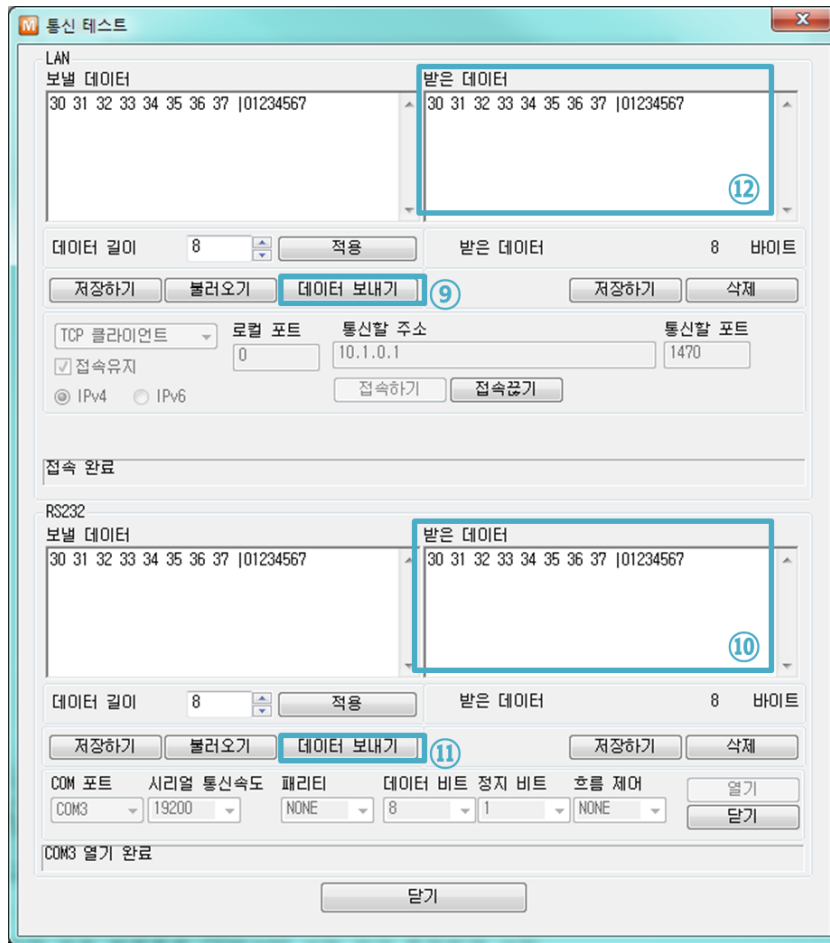 M 통신 테스트
LAN
보낼 데이터 받은 데이터
30 31 32 33 34 35 36 37 |01234567 30 31 32 33 34 35 36 37 |01234567
⑫
데이터 길이 8 적용 받은 데이터 8 바이트
저장하기 불러오기 데이터 보내기 ⑨ 저장하기 삭제
TCP 클라이언트 로컬 포트 통신할 주소 통신할 포트
접속유지 0 10.1.0.1 1470
IPv4 IPv6 접속하기 접속끊기
접속 완료
RS232
보낼 데이터 받은 데이터
30 31 32 33 34 35 36 37 |01234567 30 31 32 33 34 35 36 37 |01234567
⑩
데이터 길이 8 적용 받은 데이터 8 바이트
저장하기 불러오기 데이터 보내기 ⑪ 저장하기 삭제
COM 포트 시리얼 통신속도 패리티 데이터 비트 정지 비트 흐름 제어 열기
COM3 19200 NONE 8 1 NONE 닫기
COM3 열기 완료
닫기